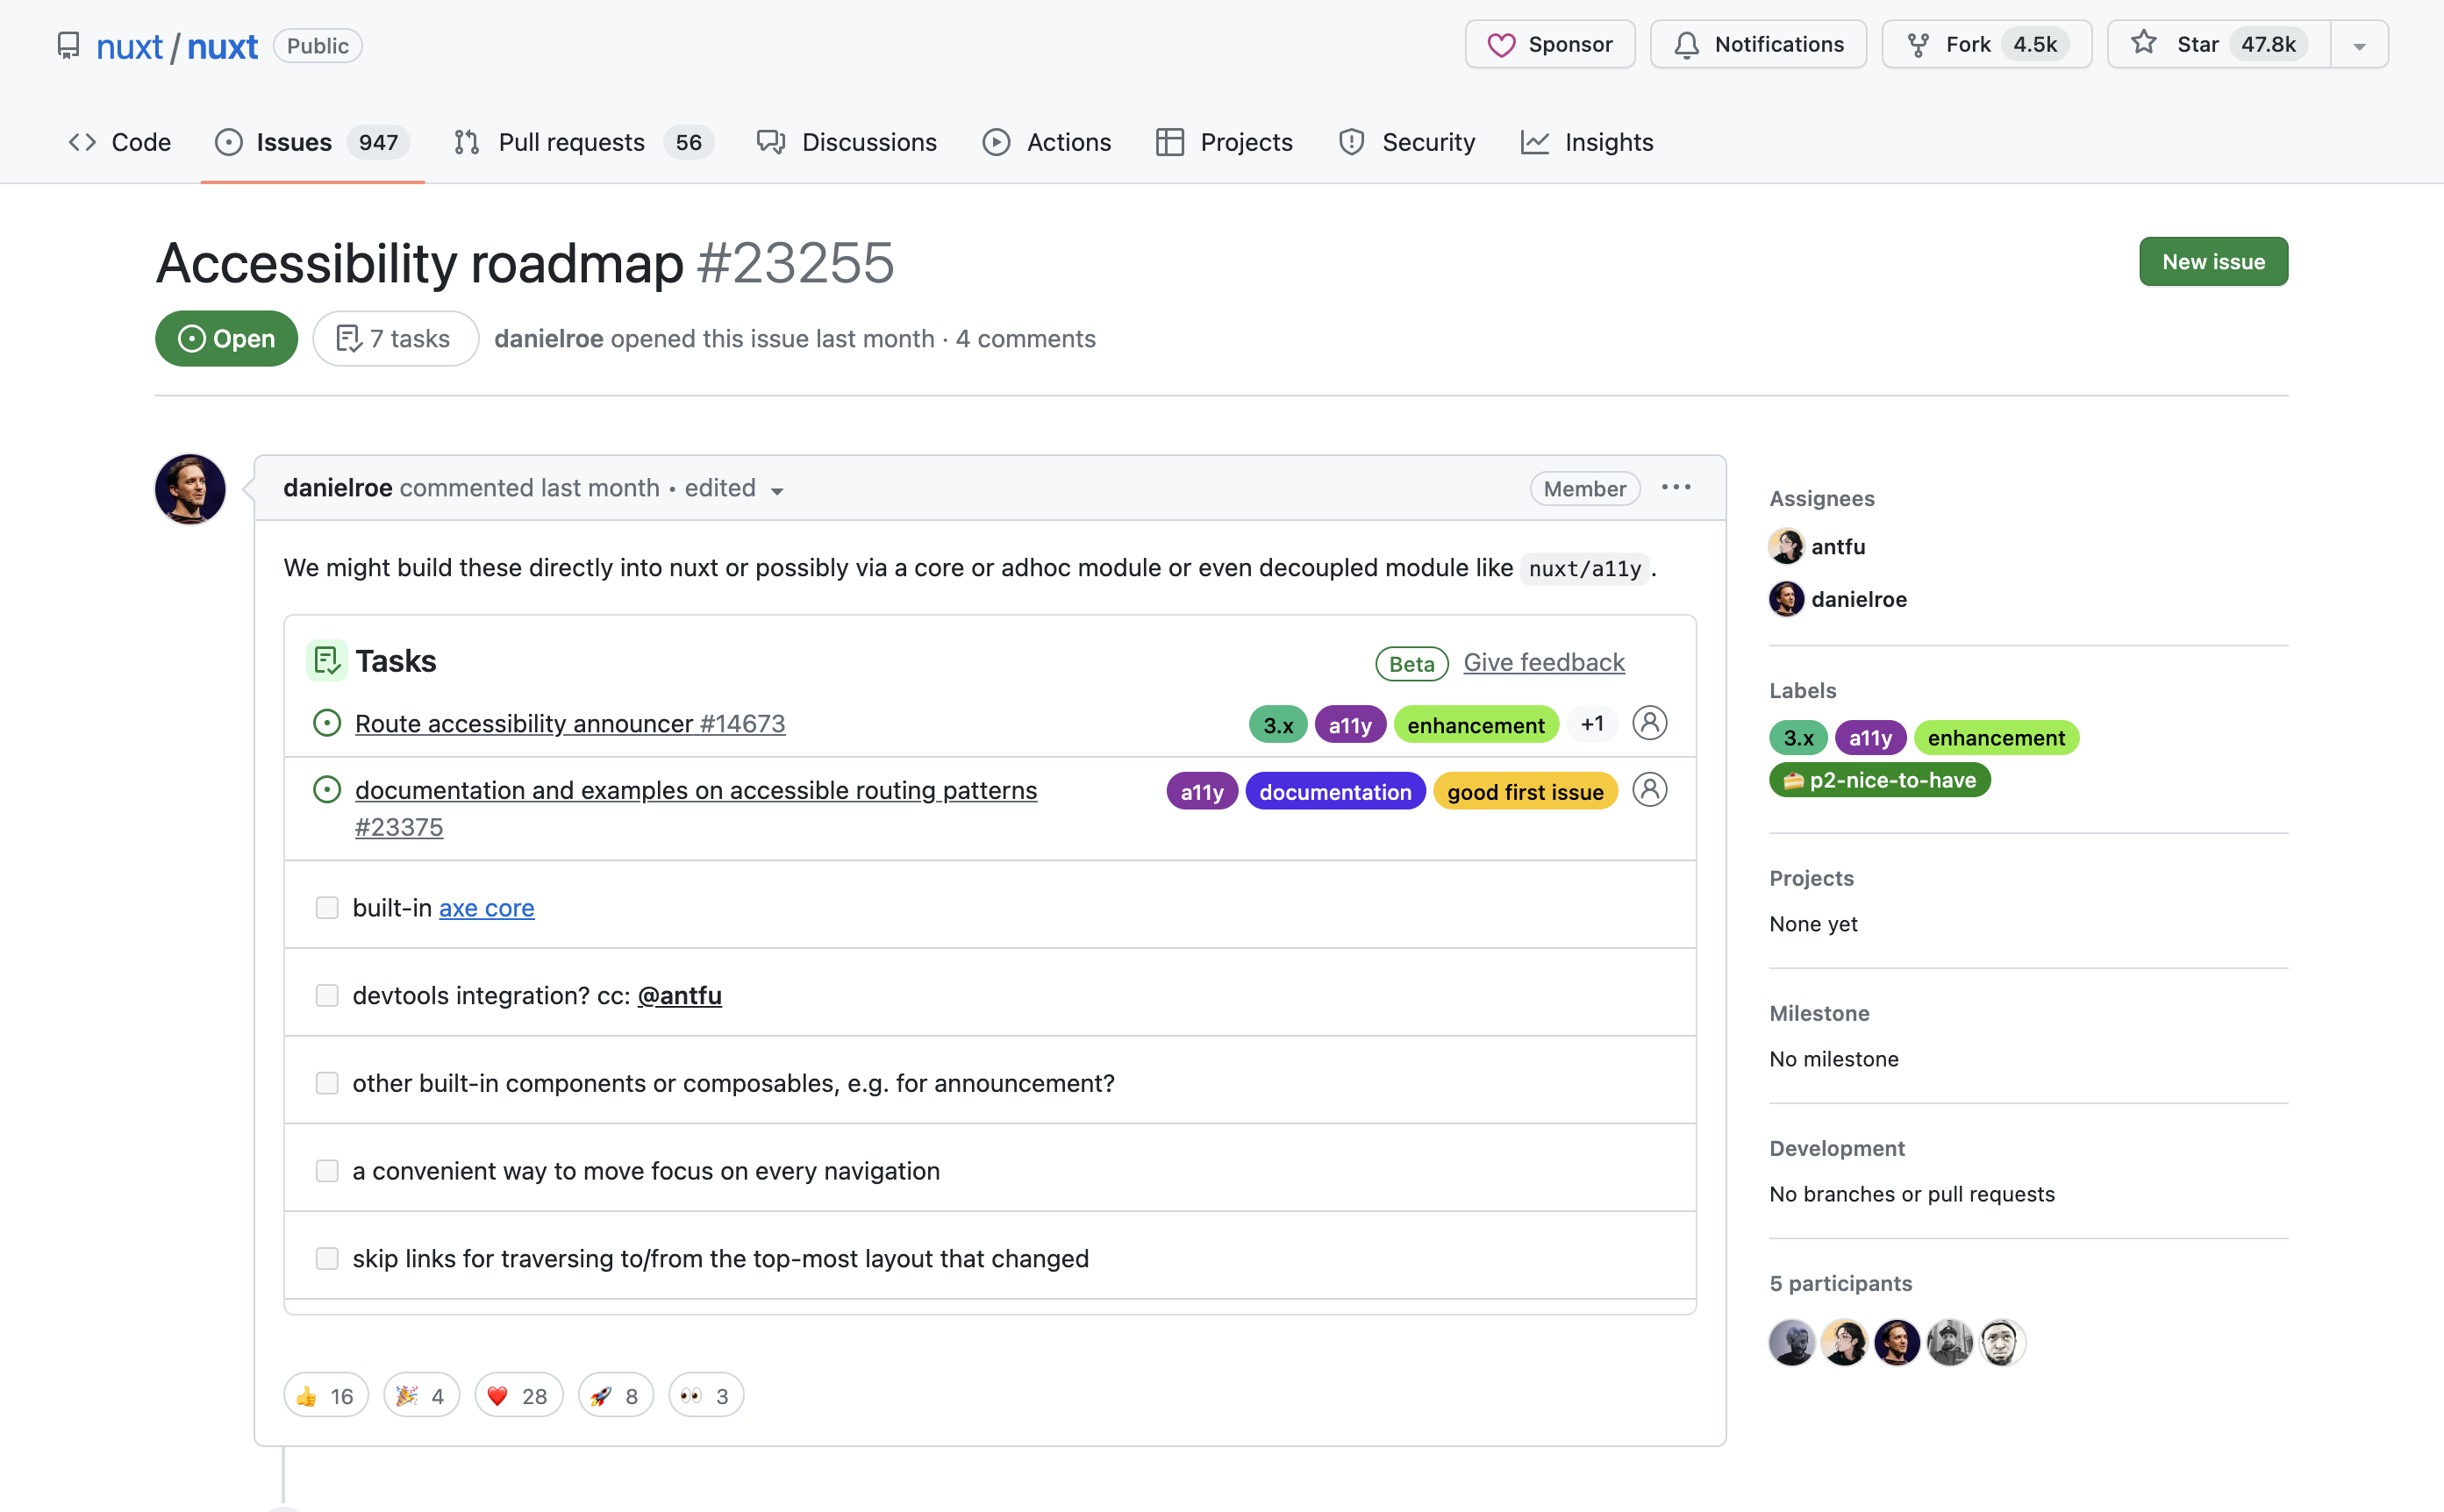 nuxt / nuxt Public
Sponsor Notifications Fork 4.5k Star 47.8k
Code Issues 947 Pull requests 56 Discussions Actions Projects Security Insights
Accessibility roadmap #23255
New issue
Open 7 tasks danielroe opened this issue last month · 4 comments
danielroe commented last month • edited
Member
We might build these directly into nuxt or possibly via a core or adhoc module or even decoupled module like nuxt/a11y.
Tasks
Beta Give feedback
Route accessibility announcer #14673
3.x a11y enhancement +1
documentation and examples on accessible routing patterns
#23375
a11y documentation good first issue
built-in axe core
devtools integration? cc: @antfu
other built-in components or composables, e.g. for announcement?
a convenient way to move focus on every navigation
skip links for traversing to/from the top-most layout that changed
👍 16 🎉 4 ❤️ 28 🚀 8 👀 3
Assignees
antfu
danielroe
Labels
3.x a11y enhancement
🍰 p2-nice-to-have
Projects
None yet
Milestone
No milestone
Development
No branches or pull requests
5 participants